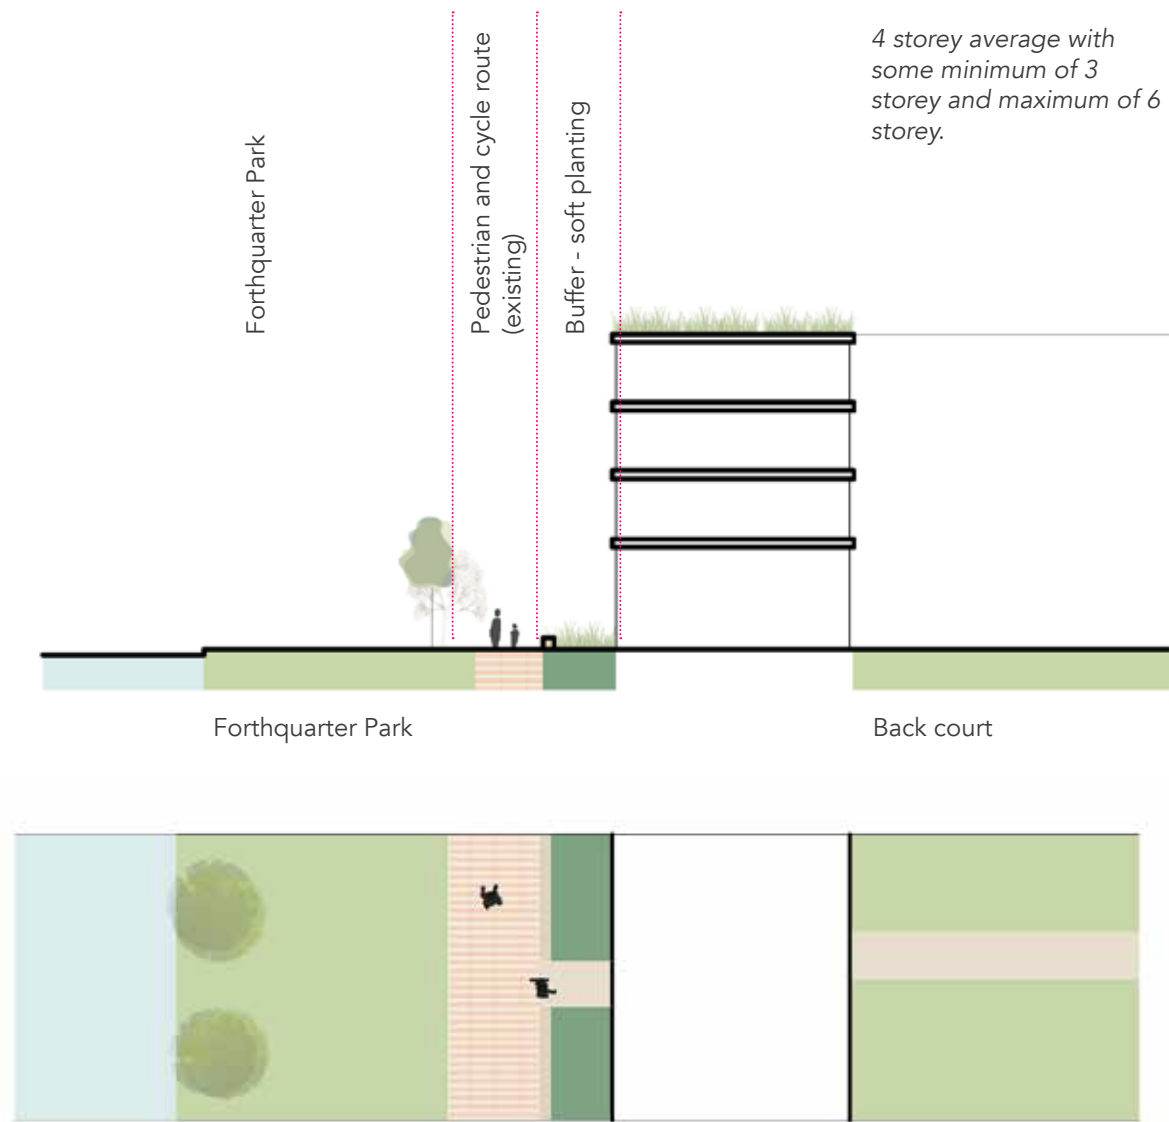 Forthquarter Park
Pedestrian and cycle route
(existing)
Buffer - soft planting
4 storey average with
some minimum of 3
storey and maximum of 6
storey.
Forthquarter Park
Back court